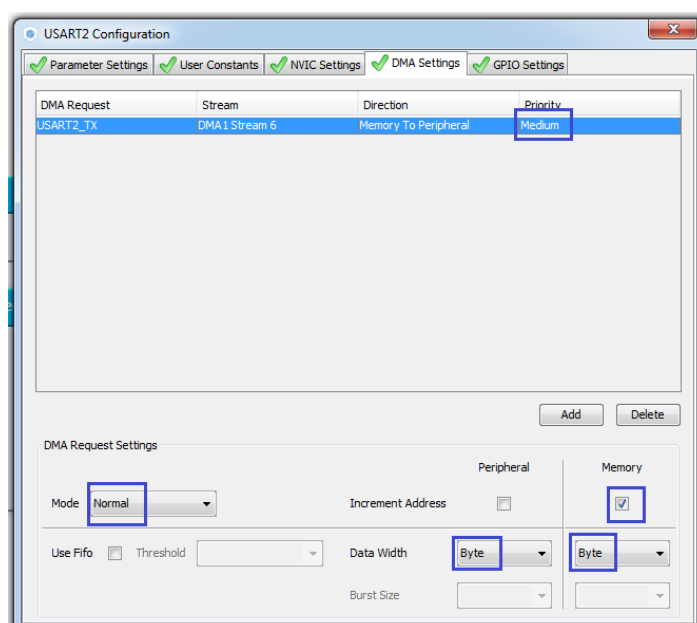 USART2 Configuration
Parameter Settings User Constants NVIC Settings DMA Settings GPIO Settings
DMA Request Stream Direction Priority
USART2_TX DMA1 Stream 6 Memory To Peripheral Medium
Add Delete
DMA Request Settings
Peripheral Memory
Mode Normal Increment Address
Use Fifo Threshold Data Width Byte Byte
Burst Size